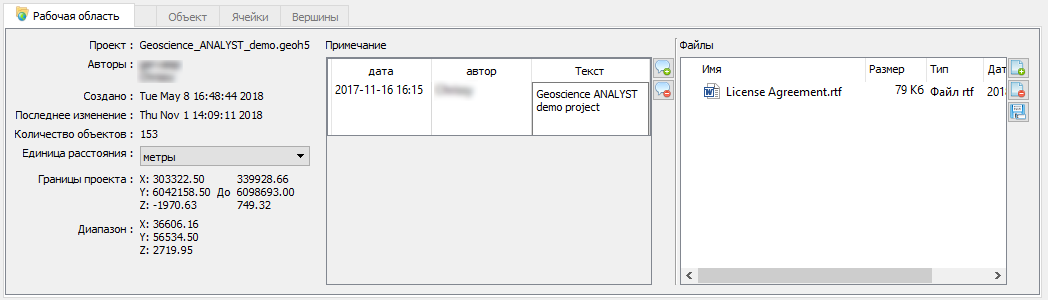 Рабочая область
Объект
Ячейки
Вершины
Проект : Geoscience_ANALYST_demo.geoh5
Авторы :
Создано : Tue May 8 16:48:44 2018
Последнее изменение : Thu Nov 1 14:09:11 2018
Количество объектов : 153
Единица расстояния : метры
Границы проекта : X: 303322.50 339928.66
Y: 6042158.50 До 6098693.00
Z: -1970.63 749.32
Диапазон : X: 36606.16
Y: 56534.50
Z: 2719.95
Примечание
дата автор Текст
2017-11-16 16:15 Geoscience ANALYST
demo project
Файлы
Имя Размер Тип Дат
License Agreement.rtf 79 Кб Файл rtf 2018